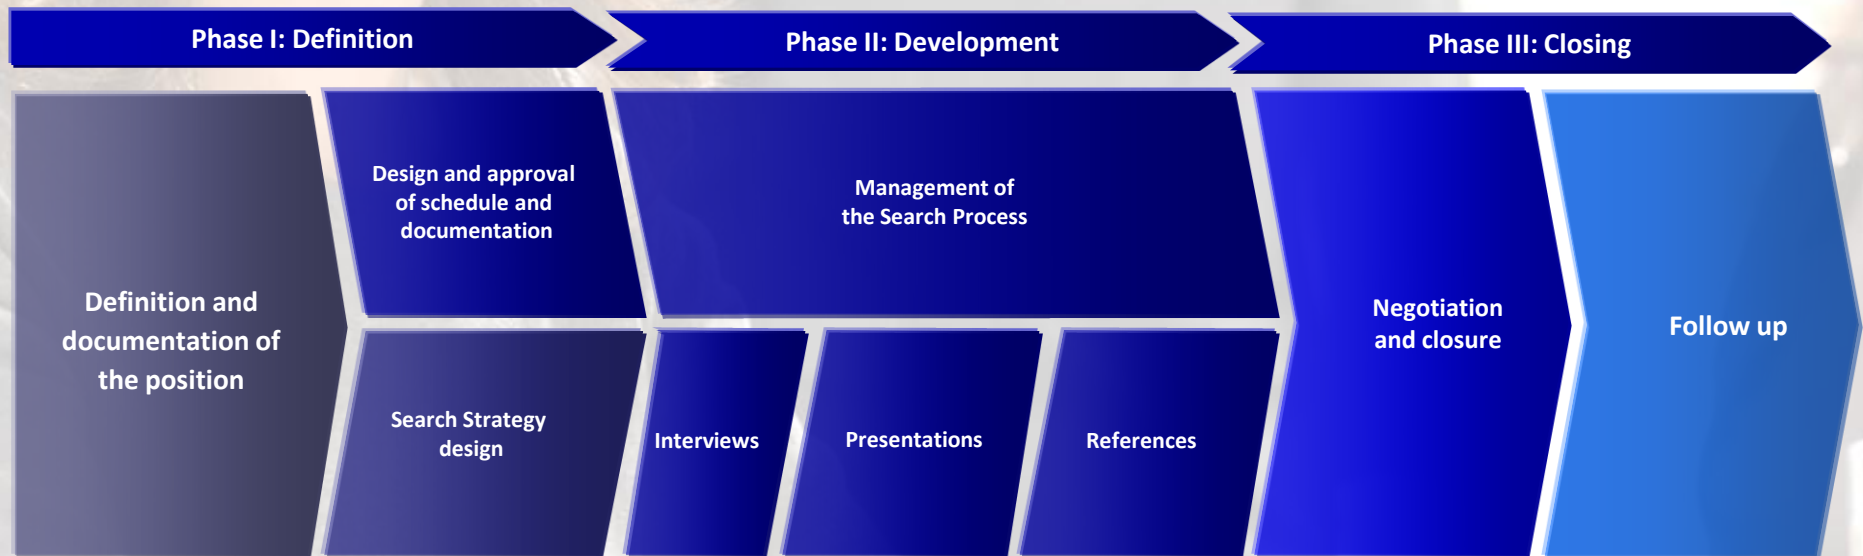 Phase I: Definition
Phase II: Development
Phase III: Closing
Definition and
documentation of
the position
Design and approval
of schedule and
documentation
Search Strategy
design
Management of
the Search Process
Interviews
Presentations
References
Negotiation
and closure
Follow up